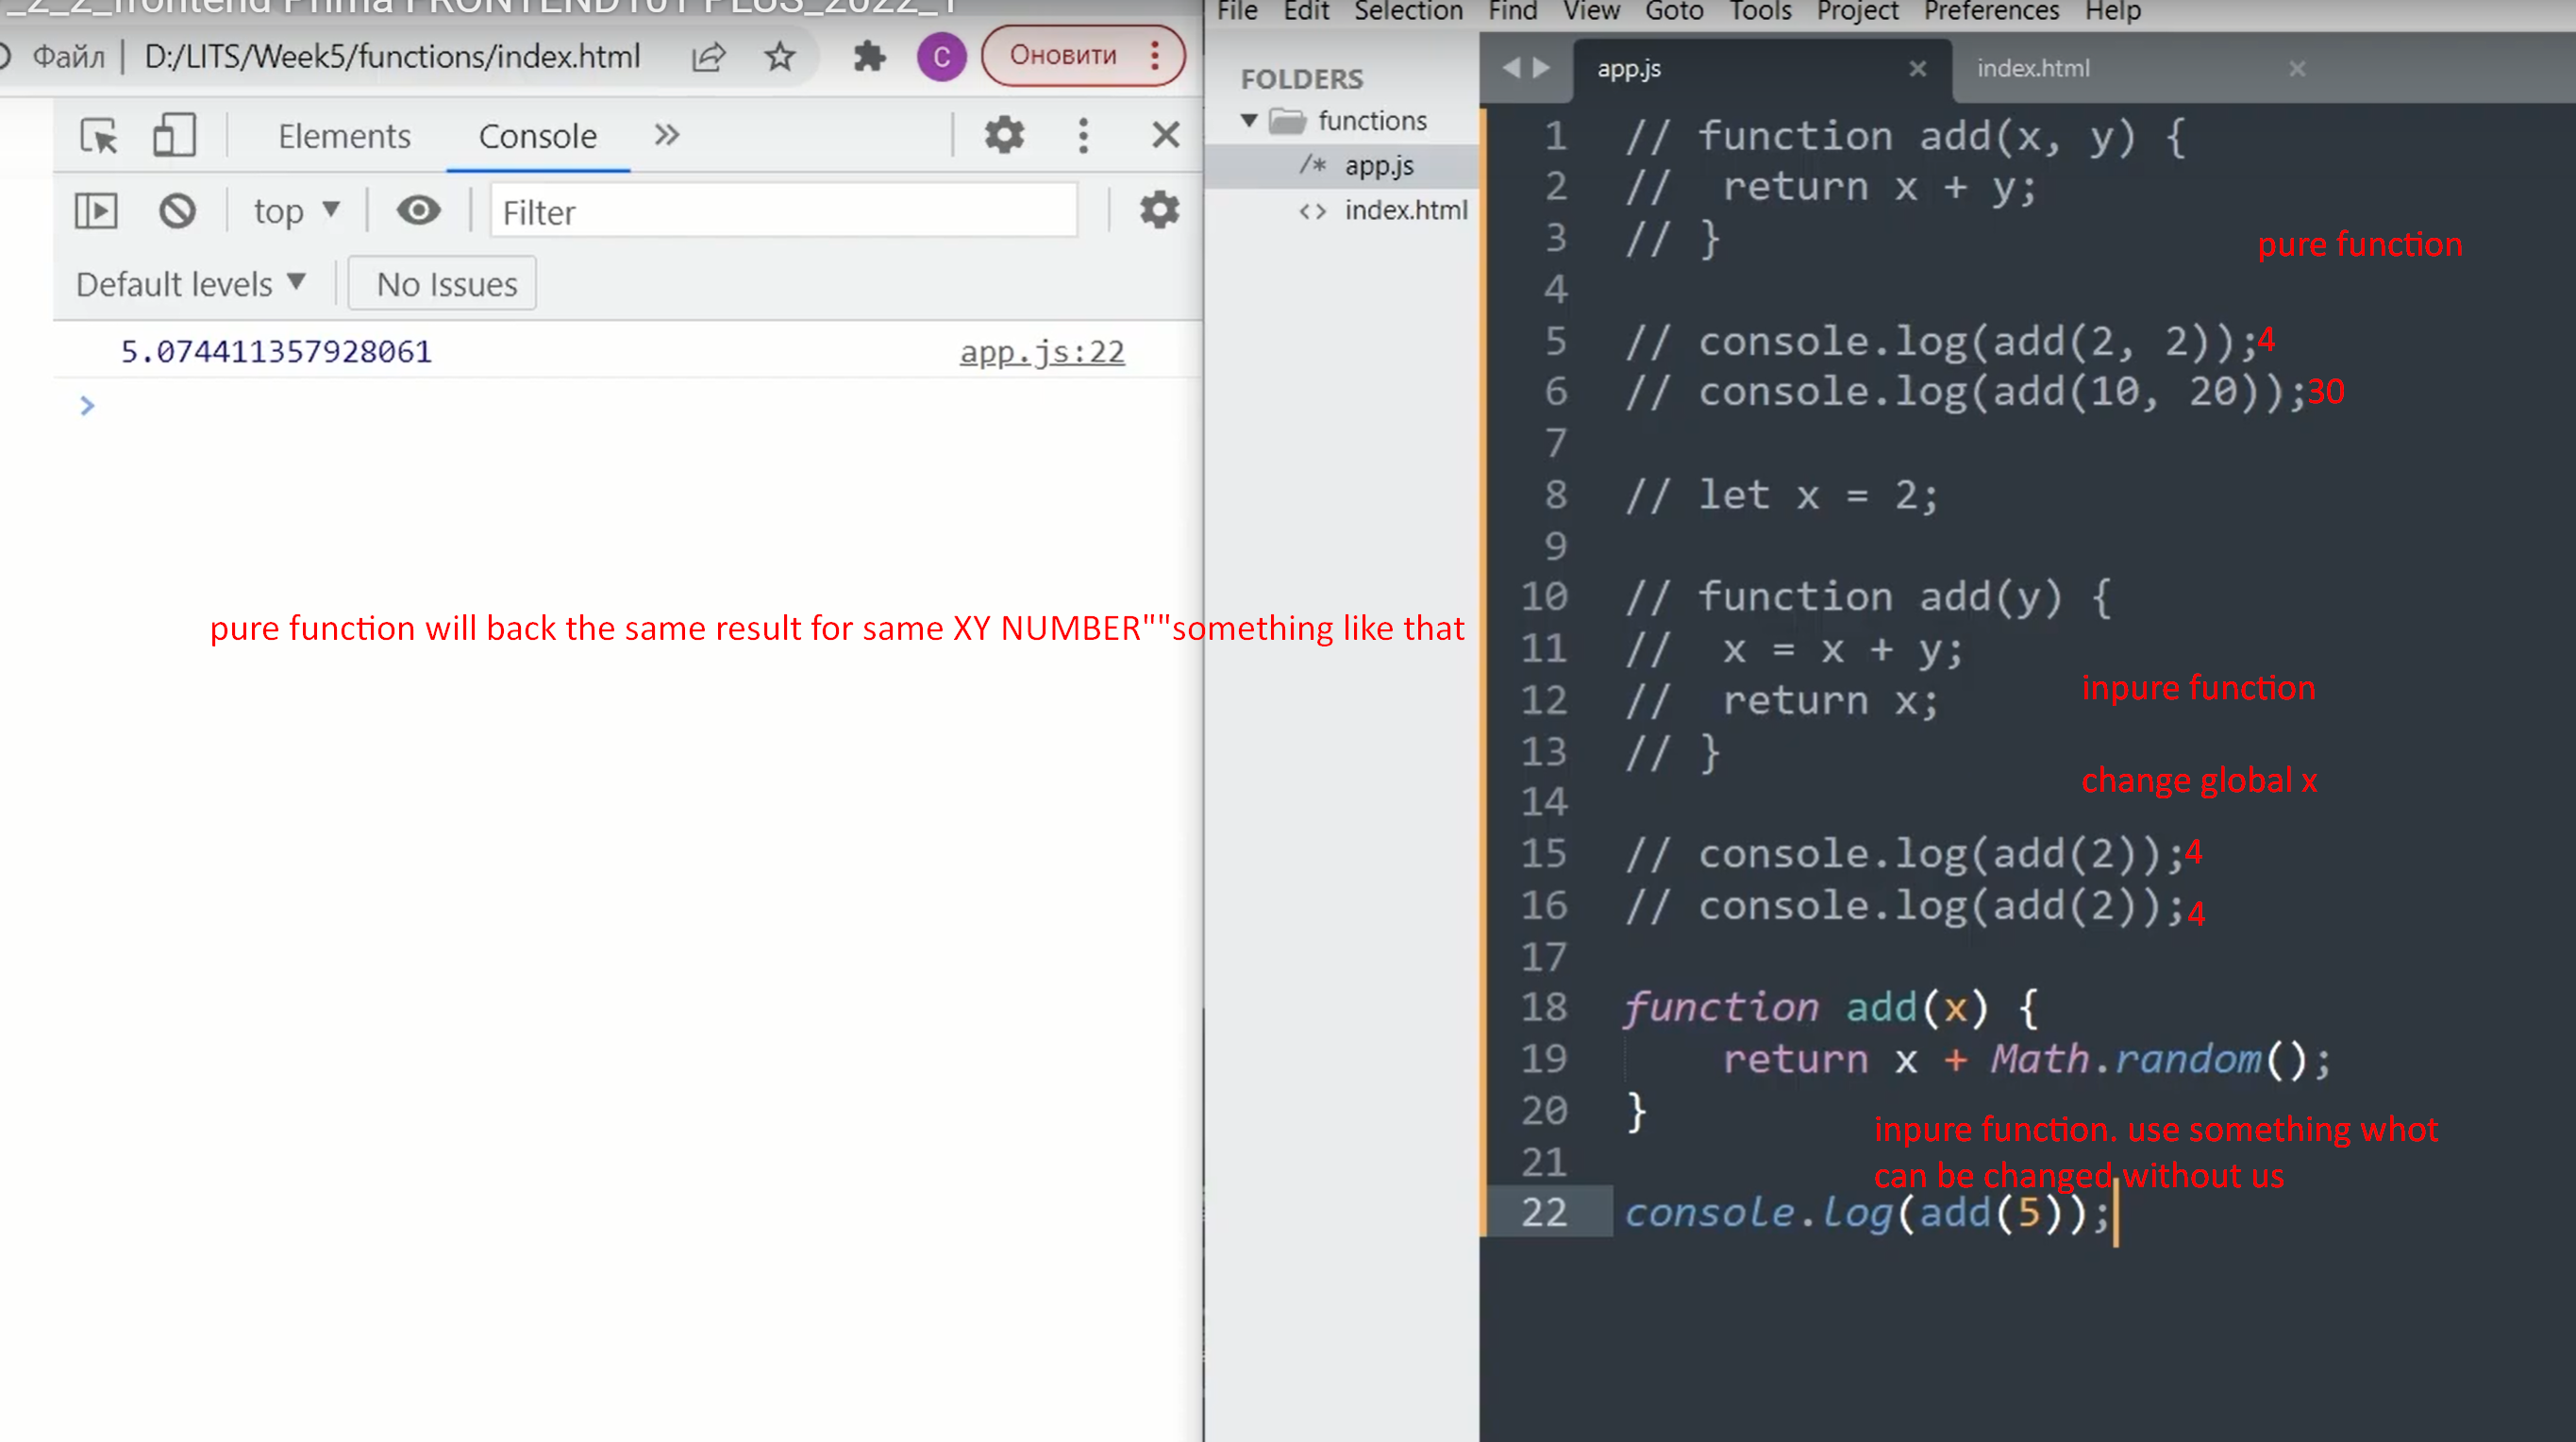 _2_2_frontend Prima FRONTEND101 PLUS_2022_1
Файл | D:/LITS/Week5/functions/index.html
C
Оновити
Elements
Console
top
Filter
Default levels
No Issues
5.074411357928061
app.js:22
>
pure function will back the same result for same XY NUMBER""something like that
File Edit Selection Find View Goto Tools Project Preferences Help
FOLDERS
functions
/* app.js
<> index.html
app.js
index.html
1 // function add(x, y) {
2 //  return x + y;
3 // }
pure function
4
5 // console.log(add(2, 2));4
6 // console.log(add(10, 20));30
7
8 // let x = 2;
9
10 // function add(y) {
11 //  x = x + y;
12 //  return x;
inpure function
13 // }
change global x
14
15 // console.log(add(2));4
16 // console.log(add(2));4
17
18 function add(x) {
19     return x + Math.random();
20 }
inpure function. use something whot
21
can be changed without us
22 console.log(add(5));